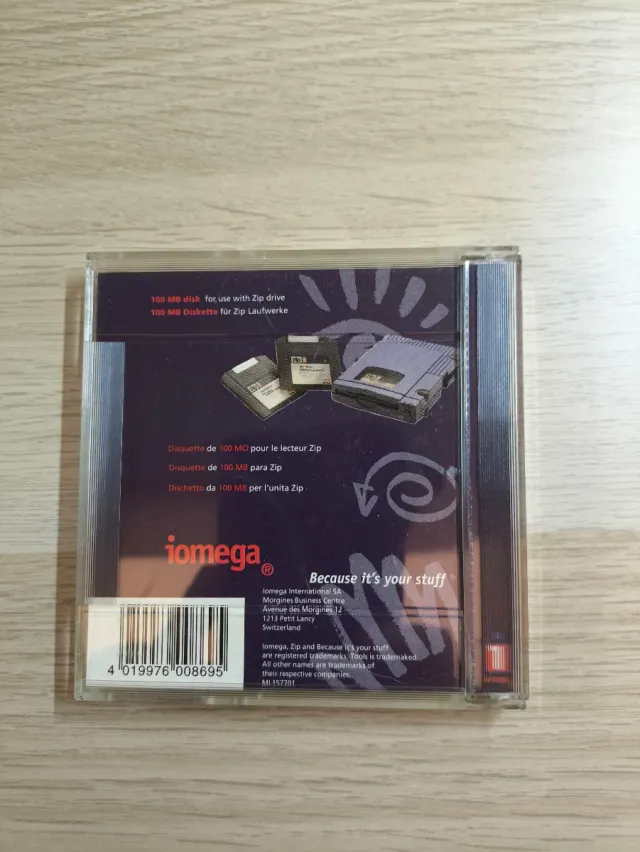 100 MB disk for use with Zip drive
100 MB Diskette für Zip Laufwerke
Disquette de 100 MO pour le lecteur Zip
Disquette de 100 MB para Zip
Dischetto da 100 MB per l'unita Zip
iomega®
Because it's your stuff
Iomega International SA
Morgines Business Centre
Avenue des Morgines 12
1213 Petit Lancy
Switzerland
Iomega, Zip and Because it's your stuff
are registered trademarks. Tools is trademaked
All other names are trademarks of
their respective companies.
MI-157701
4 019976 008695